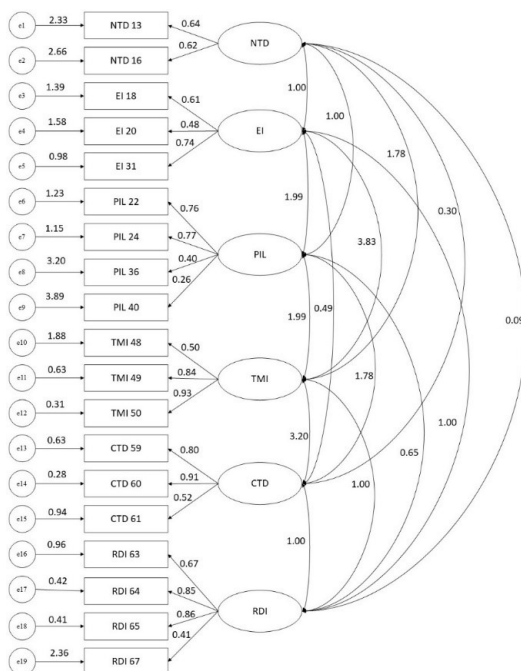 e1 2.33 NTD 13 0.64
e2 2.66 NTD 16 0.62
NTD
e3 1.39 EI 18 0.61
e4 1.58 EI 20 0.48
e5 0.98 EI 31 0.74
EI
e6 1.23 PIL 22 0.76
e7 1.15 PIL 24 0.77
e8 3.20 PIL 36 0.40
e9 3.89 PIL 40 0.26
PIL
e10 1.88 TMI 48 0.50
e11 0.63 TMI 49 0.84
e12 0.31 TMI 50 0.93
TMI
e13 0.63 CTD 59 0.80
e14 0.28 CTD 60 0.91
e15 0.94 CTD 61 0.52
CTD
e16 0.96 RDI 63 0.67
e17 0.42 RDI 64 0.85
e18 0.41 RDI 65 0.86
e19 2.36 RDI 67 0.41
RDI
1.00
1.00
1.78
1.99
0.30
3.83
0.49
1.99
0.09
1.78
1.00
0.65
3.20
1.00
1.00